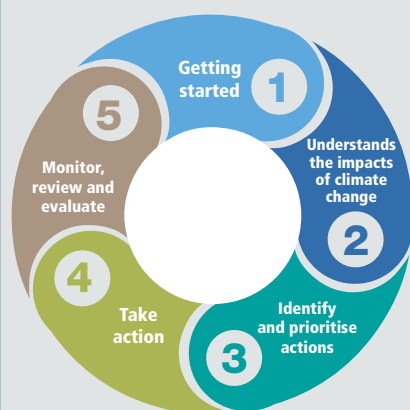 Getting
started
1
Understands
the impacts
of climate
change
2
Identify
and prioritise
actions
3
Take
action
4
Monitor,
review and
evaluate
5